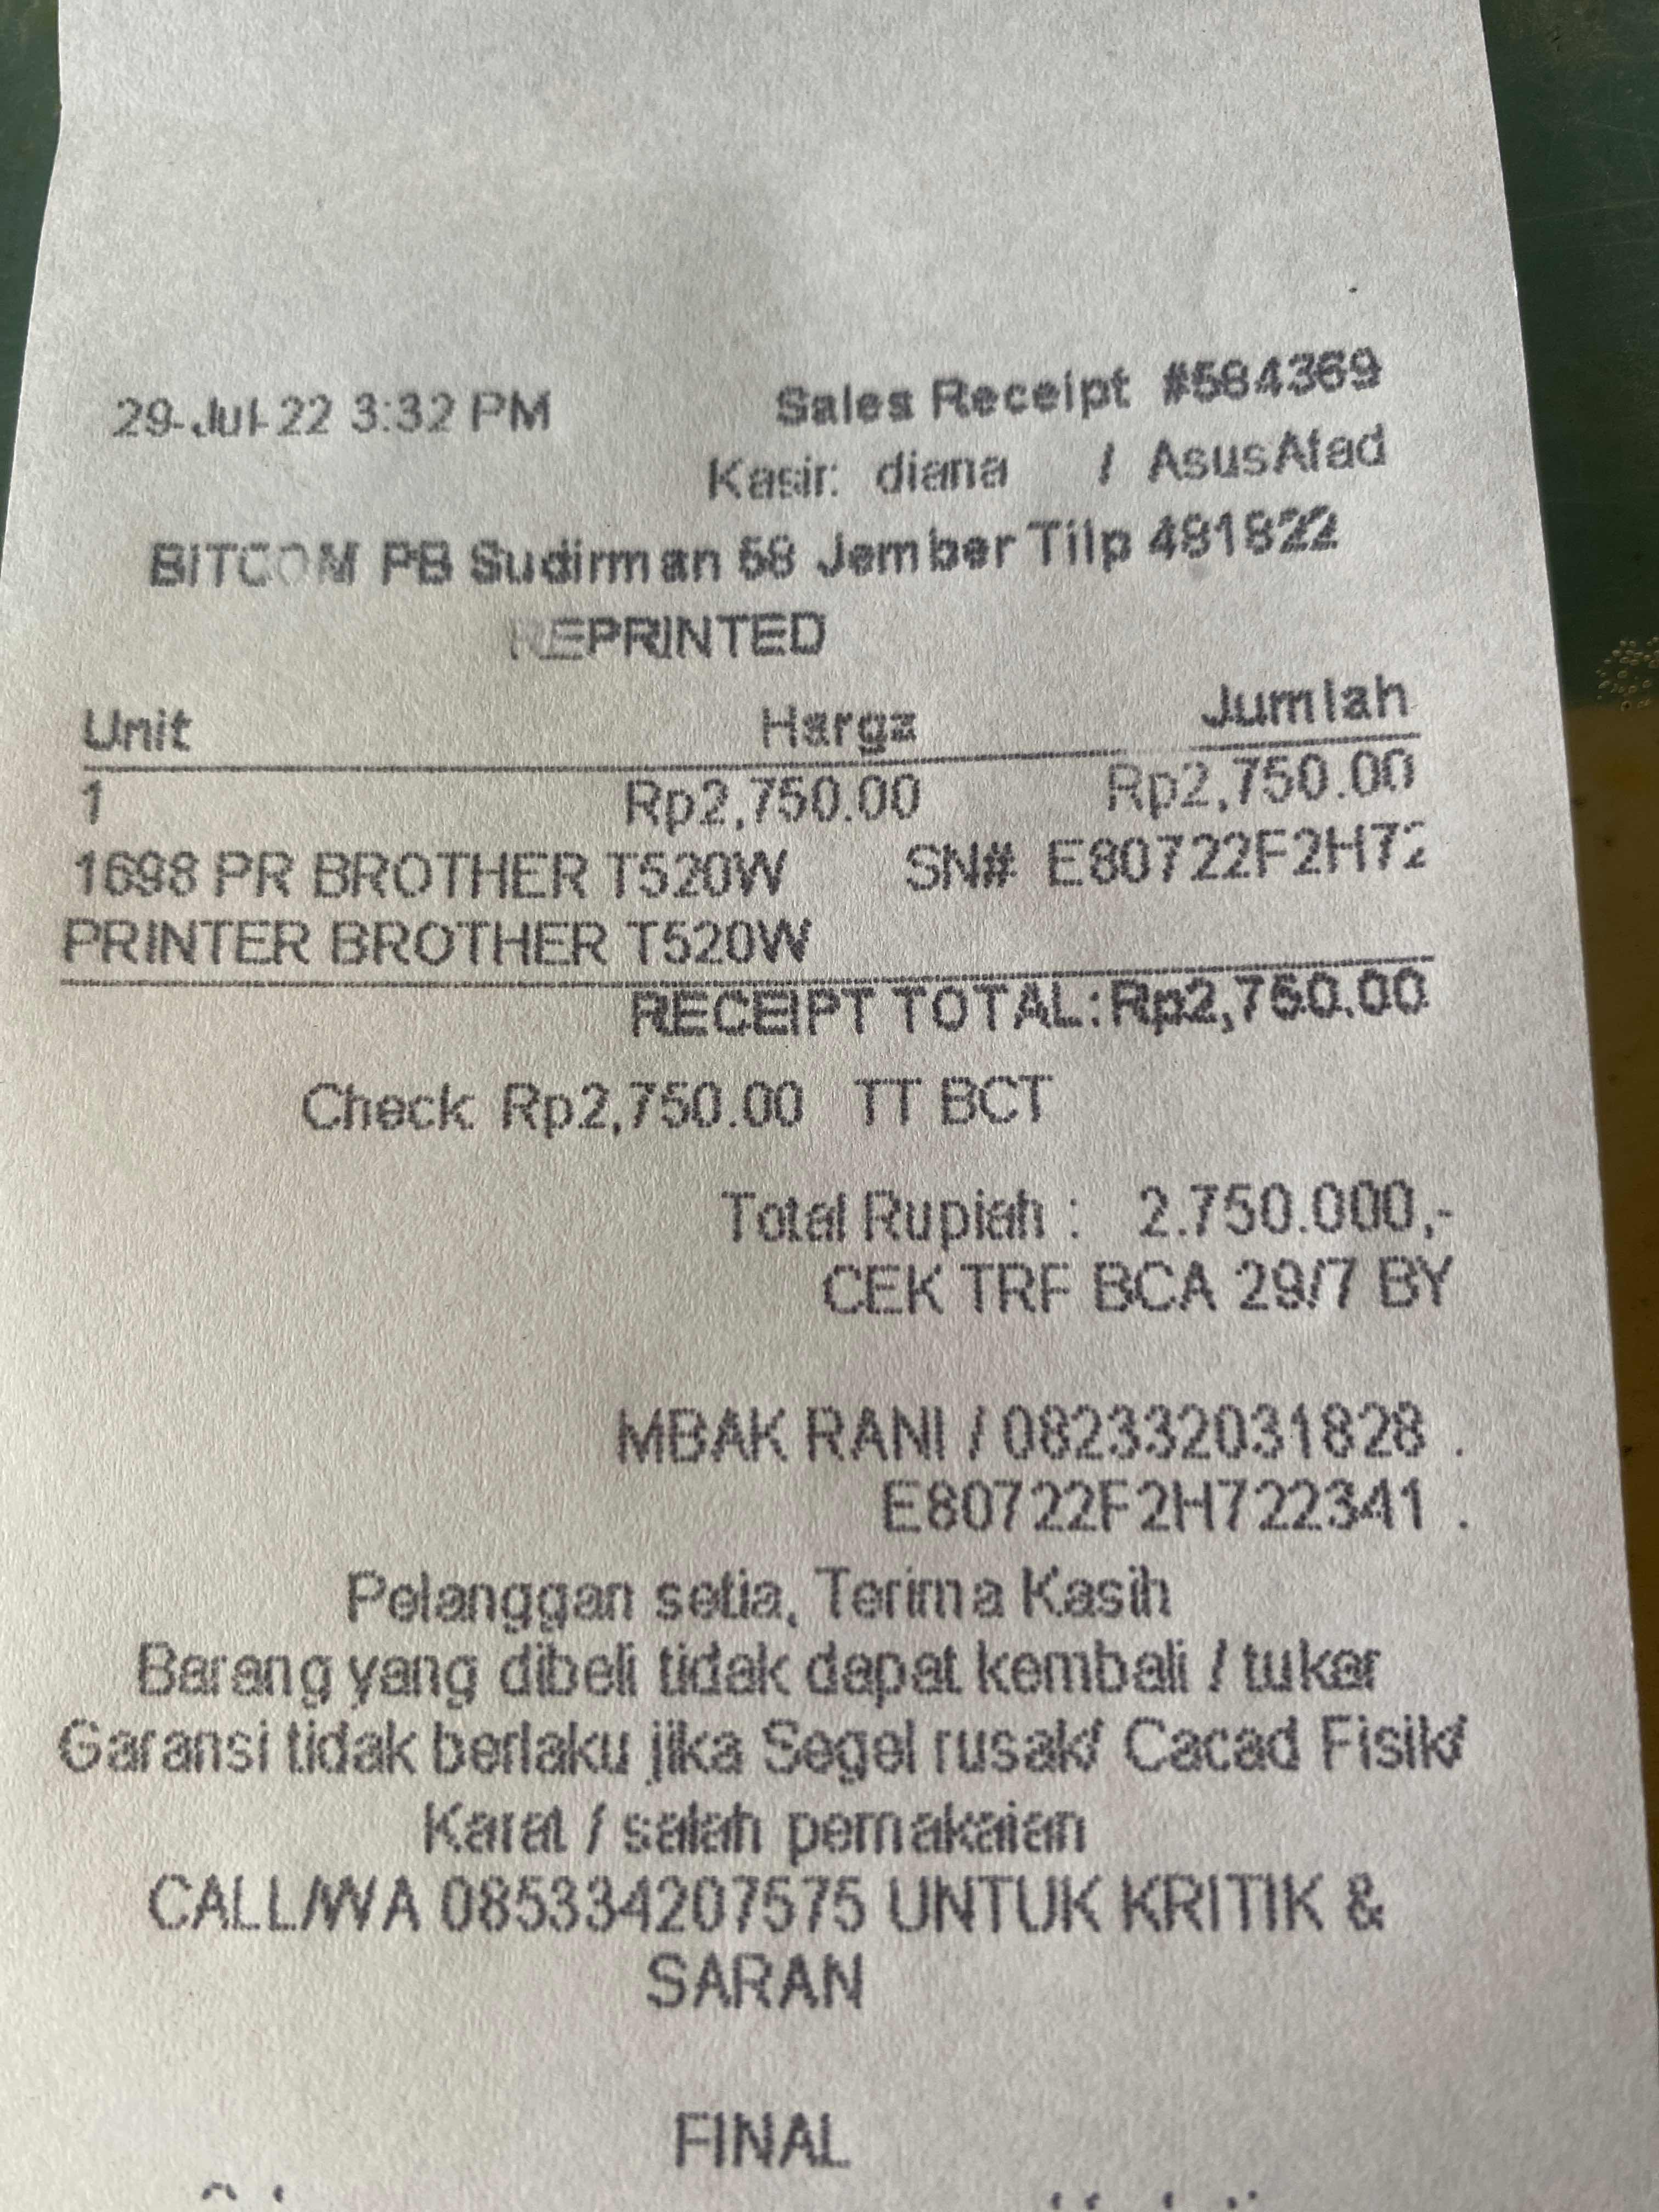 29-Jul-22 3:32 PM Sales Receipt #584369
Kasir: diana / AsusAfad
BITCOM PB Sudirman 58 Jember Tilp 481822
REPRINTED
Unit Harga Jumlah
1 Rp2,750.00 Rp2,750.00
1698 PR BROTHER T520W SN# E80722F2H72
PRINTER BROTHER T520W
RECEIPT TOTAL: Rp2,750.00
Check: Rp2,750.00 TT BCT
Total Rupiah : 2.750.000,-
CEK TRF BCA 29/7 BY
MBAK RANI / 082332031828 .
E80722F2H722341 .
Pelanggan setia, Terima Kasih
Barang yang dibeli tidak dapat kembali / tukar
Garansi tidak berlaku jika Segel rusak/ Cacad Fisik/
Karat / salah pemakaian
CALL/WA 085334207575 UNTUK KRITIK &
SARAN
FINAL